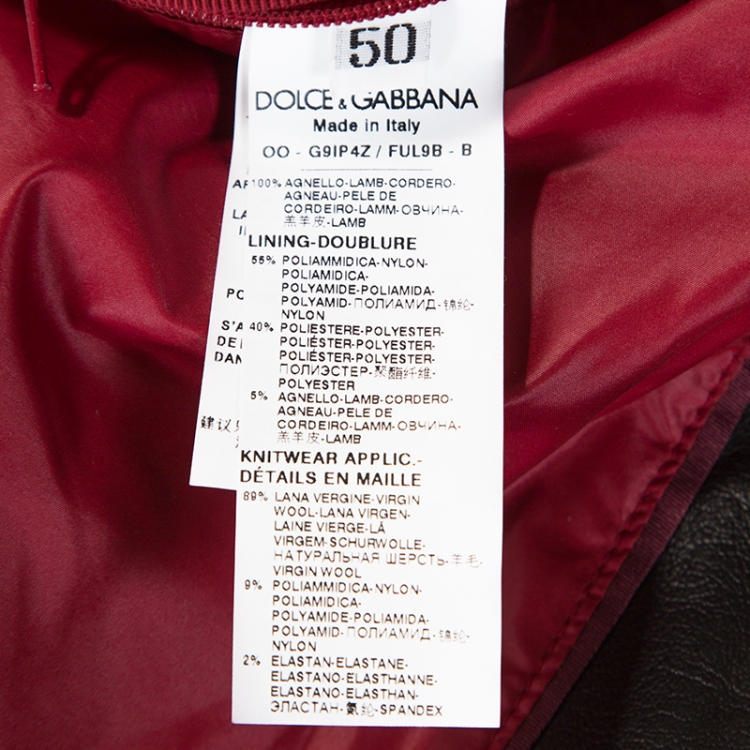 50
DOLCE & GABBANA
Made in Italy
OO - G9IP4Z / FUL9B - B
100% AGNELLO-LAMB-CORDERO-
AGNEAU-PELE DE
CORDEIRO-LAMM-ОВЧИНА-
羔羊皮-LAMB
LINING-DOUBLURE
55% POLIAMMIDICA-NYLON-
POLIAMIDICA-
POLYAMIDE-POLIAMIDA-
POLYAMID-ПОЛИАМИД-锦纶-
NYLON
40% POLIESTERE-POLYESTER-
POLIÉSTER-POLYESTER-
POLIÉSTER-POLYESTER-
ПОЛИЭСТЕР-聚酯纤维-
POLYESTER
5% AGNELLO-LAMB-CORDERO-
AGNEAU-PELE DE
CORDEIRO-LAMM-ОВЧИНА-
羔羊皮-LAMB
KNITWEAR APPLIC.-
DÉTAILS EN MAILLE
89% LANA VERGINE-VIRGIN
WOOL-LANA VIRGEN-
LAINE VIERGE-LÃ
VIRGEM-SCHURWOLLE-
НАТУРАЛЬНАЯ ШЕРСТЬ-羊毛-
VIRGIN WOOL
9% POLIAMMIDICA-NYLON-
POLIAMIDICA-
POLYAMIDE-POLIAMIDA-
POLYAMID-ПОЛИАМИД-锦纶-
NYLON
2% ELASTAN-ELASTANE-
ELASTANO-ELASTHANNE-
ELASTANO-ELASTHAN-
ЭЛАСТАН-氨纶-SPANDEX
PO
S'A
DE
DAN
建议